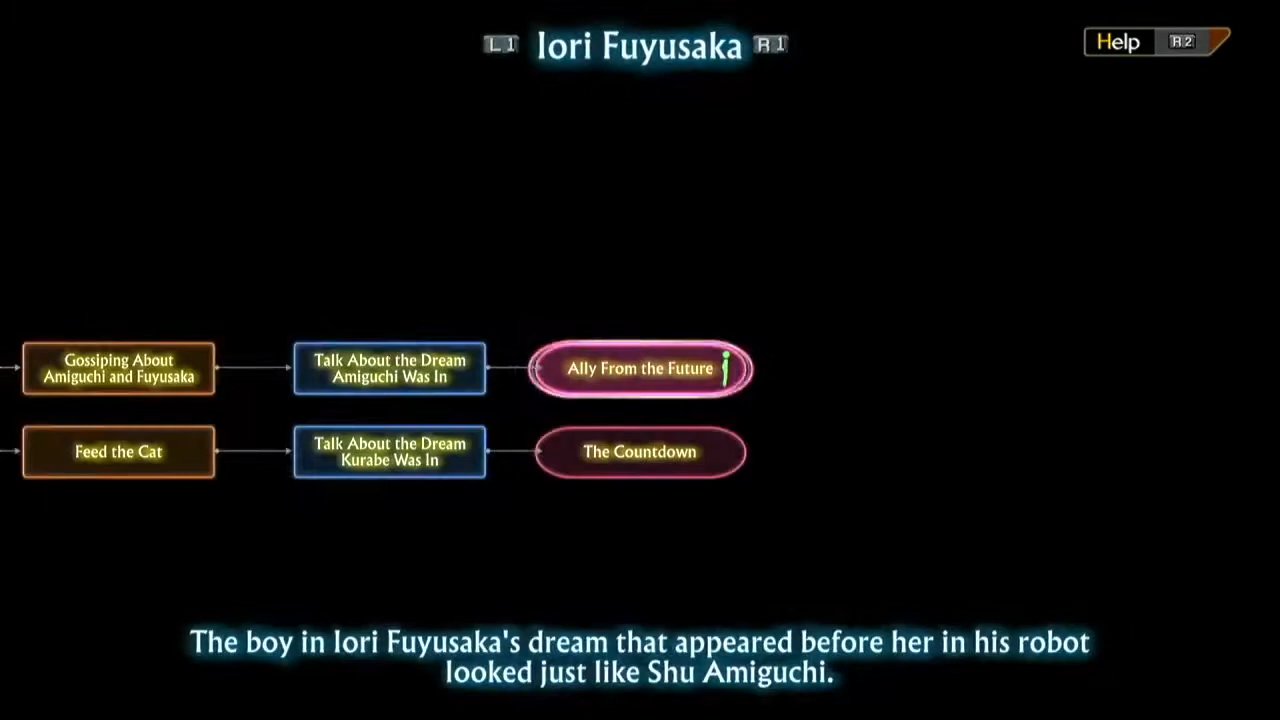 L1 Iori Fuyusaka R1
Help R2
Gossiping About
Amiguchi and Fuyusaka
Talk About the Dream
Amiguchi Was In
Ally From the Future
Feed the Cat
Talk About the Dream
Kurabe Was In
The Countdown
The boy in Iori Fuyusaka's dream that appeared before her in his robot
looked just like Shu Amiguchi.